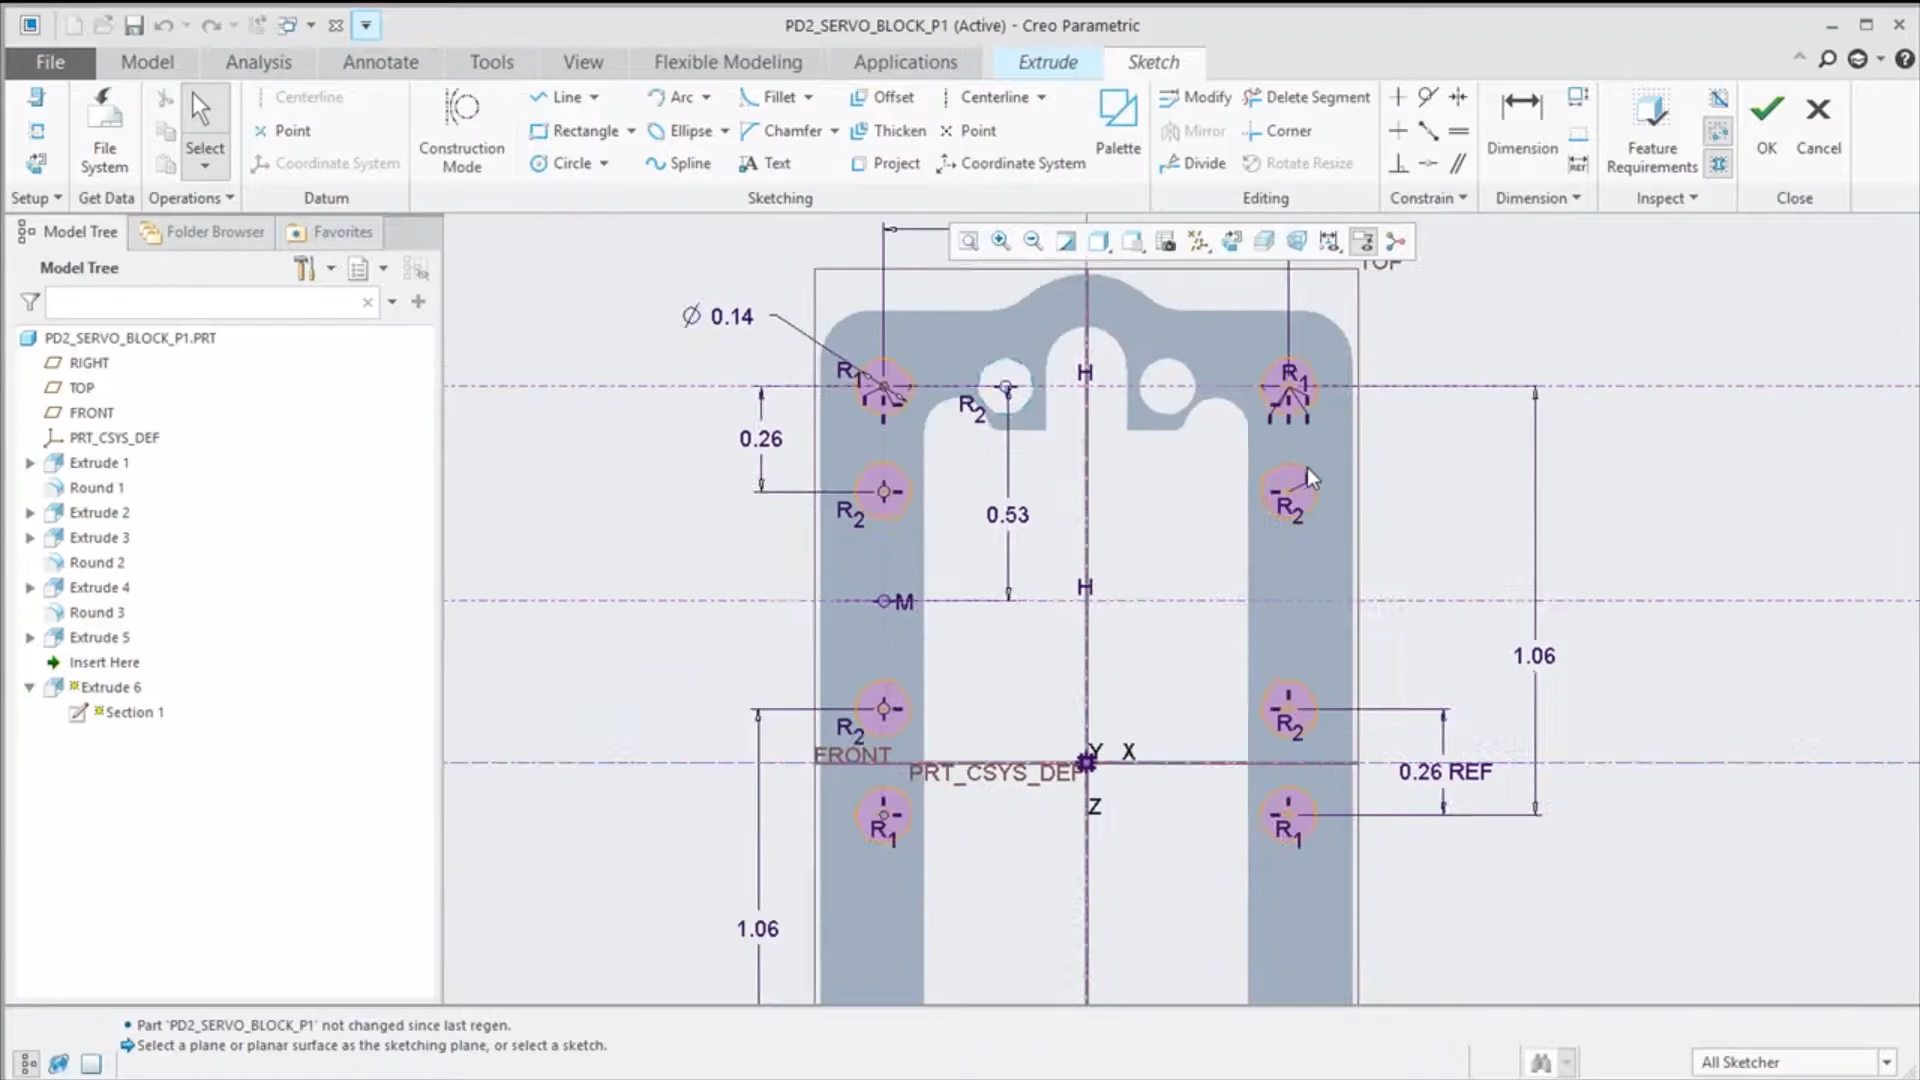 PD2_SERVO_BLOCK_P1 (Active) - Creo Parametric
File Model Analysis Annotate Tools View Flexible Modeling Applications Extrude Sketch
Centerline Line Arc Fillet Offset Centerline Modify Delete Segment
Point Rectangle Ellipse Chamfer Thicken Point Mirror Corner
File System Select Coordinate System Construction Mode Circle Spline Text Project Coordinate System Palette Divide Rotate Resize Dimension Feature Requirements OK Cancel
Setup Get Data Operations Datum Sketching Editing Constrain Dimension Inspect Close
Model Tree Folder Browser Favorites
Model Tree
PD2_SERVO_BLOCK_P1.PRT
RIGHT
TOP
FRONT
PRT_CSYS_DEF
Extrude 1
Round 1
Extrude 2
Extrude 3
Round 2
Extrude 4
Round 3
Extrude 5
Insert Here
Extrude 6
Section 1
TOP
Ø 0.14
R1 H R1
R2
0.26
R2 0.53 R2
H
M
1.06
R2 R2
FRONT Y X
PRT_CSYS_DEF 0.26 REF
Z
R1 R1
1.06
Part 'PD2_SERVO_BLOCK_P1' not changed since last regen.
Select a plane or planar surface as the sketching plane, or select a sketch.
All Sketcher